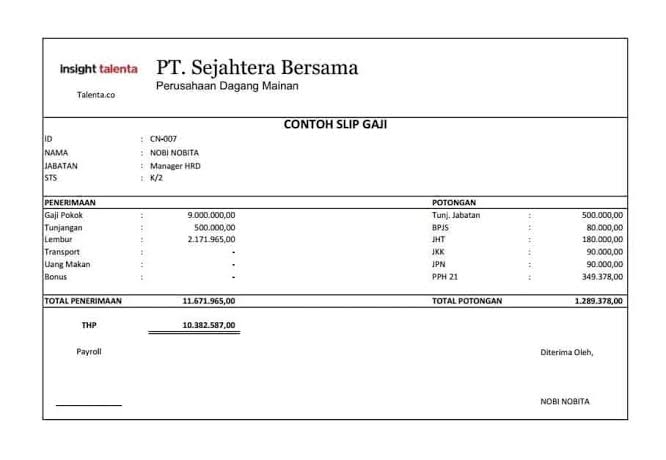 insight talenta PT. Sejahtera Bersama
Talenta.co Perusahaan Dagang Mainan
CONTOH SLIP GAJI
ID : CN-007
NAMA : NOBI NOBITA
JABATAN : Manager HRD
STS : K/2
PENERIMAAN POTONGAN
Gaji Pokok : 9.000.000,00 Tunj. Jabatan : 500.000,00
Tunjangan : 500.000,00 BPJS : 80.000,00
Lembur : 2.171.965,00 JHT : 180.000,00
Transport : - JKK : 90.000,00
Uang Makan : - JPN : 90.000,00
Bonus : - PPH 21 : 349.378,00
TOTAL PENERIMAAN 11.671.965,00 TOTAL POTONGAN 1.289.378,00
THP 10.382.587,00
Payroll Diterima Oleh,
NOBI NOBITA